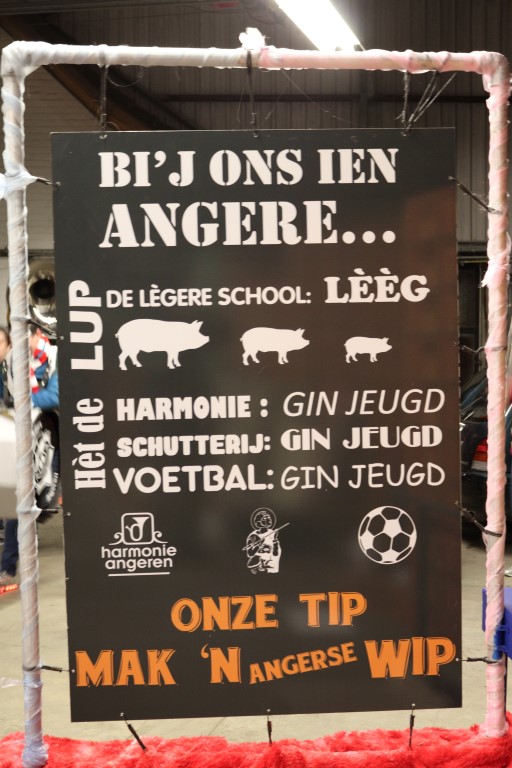 BI'J ONS IEN
ANGERE...
Hèt de LUP
DE LÈGERE SCHOOL: LÈÈG
HARMONIE : GIN JEUGD
SCHUTTERIJ: GIN JEUGD
VOETBAL: GIN JEUGD
harmonie
angeren
ONZE TIP
MAK 'N ANGERSE WIP